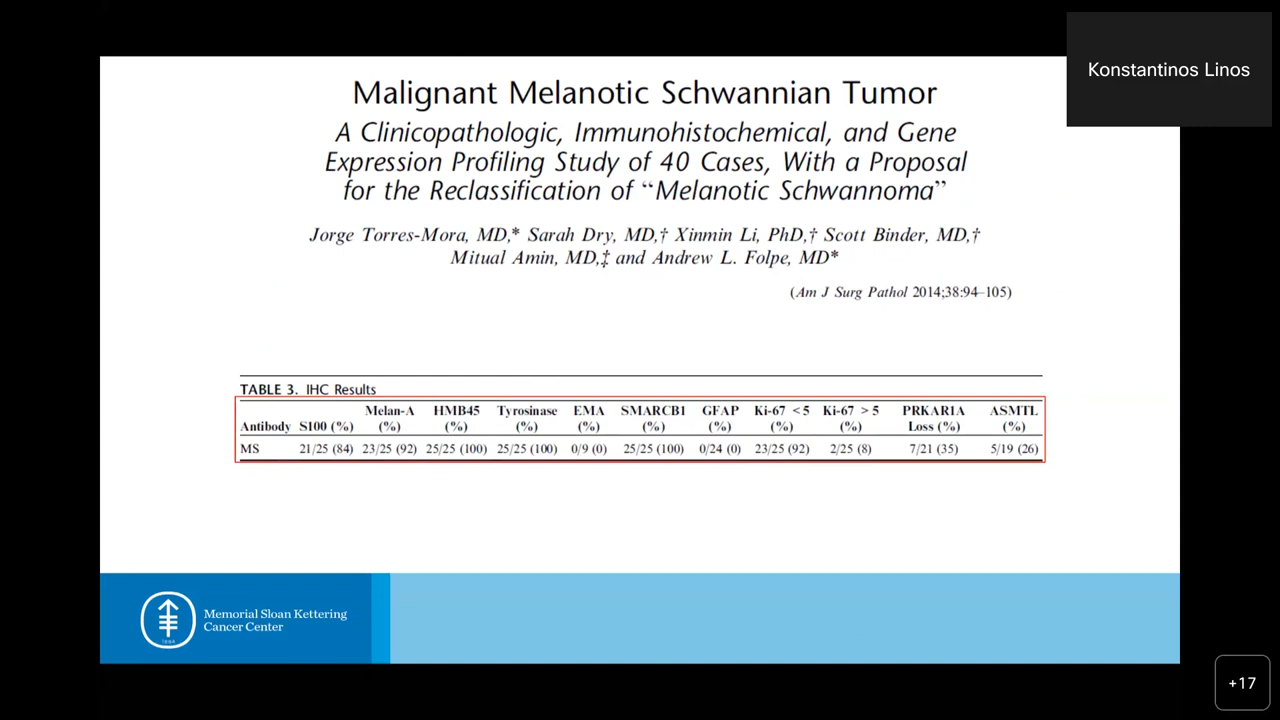 Konstantinos Linos
Malignant Melanotic Schwannian Tumor
A Clinicopathologic, Immunohistochemical, and Gene
Expression Profiling Study of 40 Cases, With a Proposal
for the Reclassification of “Melanotic Schwannoma”
Jorge Torres-Mora, MD,* Sarah Dry, MD,† Xinmin Li, PhD,† Scott Binder, MD,†
Mitual Amin, MD,‡ and Andrew L. Folpe, MD*
(Am J Surg Pathol 2014;38:94–105)
TABLE 3. IHC Results
Melan-A HMB45 Tyrosinase EMA SMARCB1 GFAP Ki-67 <5 Ki-67 >5 PRKAR1A ASMTL
Antibody S100 (%) (%) (%) (%) (%) (%) (%) (%) (%) Loss (%) (%)
MS 21/25 (84) 23/25 (92) 25/25 (100) 25/25 (100) 0/9 (0) 25/25 (100) 0/24 (0) 23/25 (92) 2/25 (8) 7/21 (35) 5/19 (26)
Memorial Sloan Kettering
Cancer Center
+17